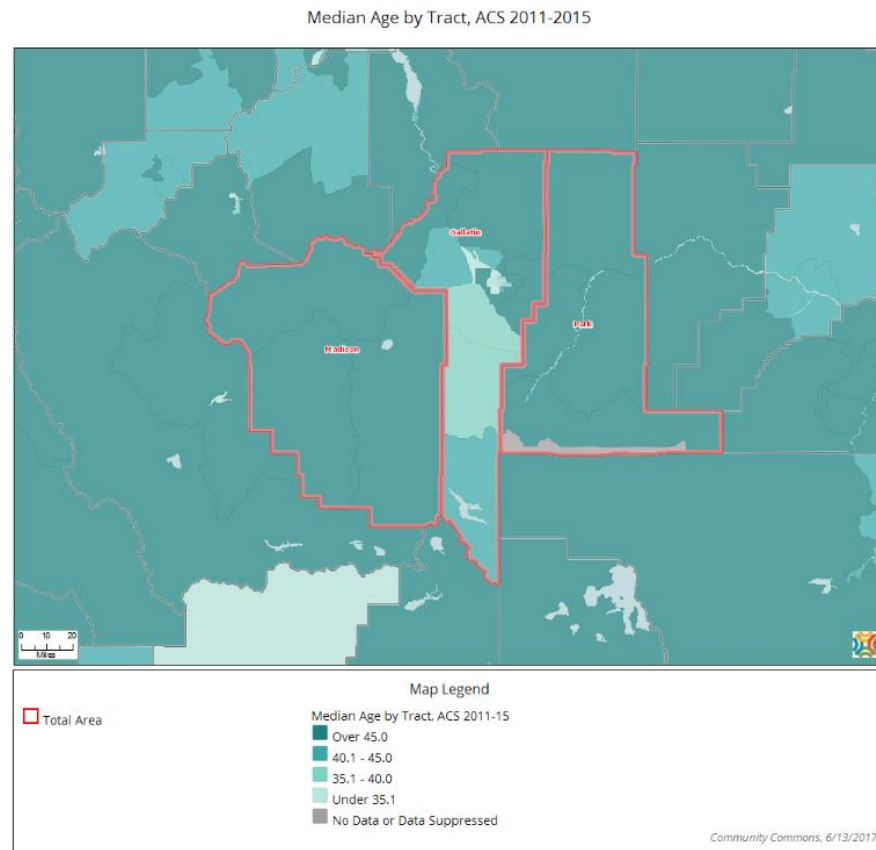 Median Age by Tract, ACS 2011-2015
Gallatin
Park
Madison
0 10 20
Miles
Map Legend
Total Area
Median Age by Tract, ACS 2011-15
Over 45.0
40.1 - 45.0
35.1 - 40.0
Under 35.1
No Data or Data Suppressed
Community Commons, 6/13/2017